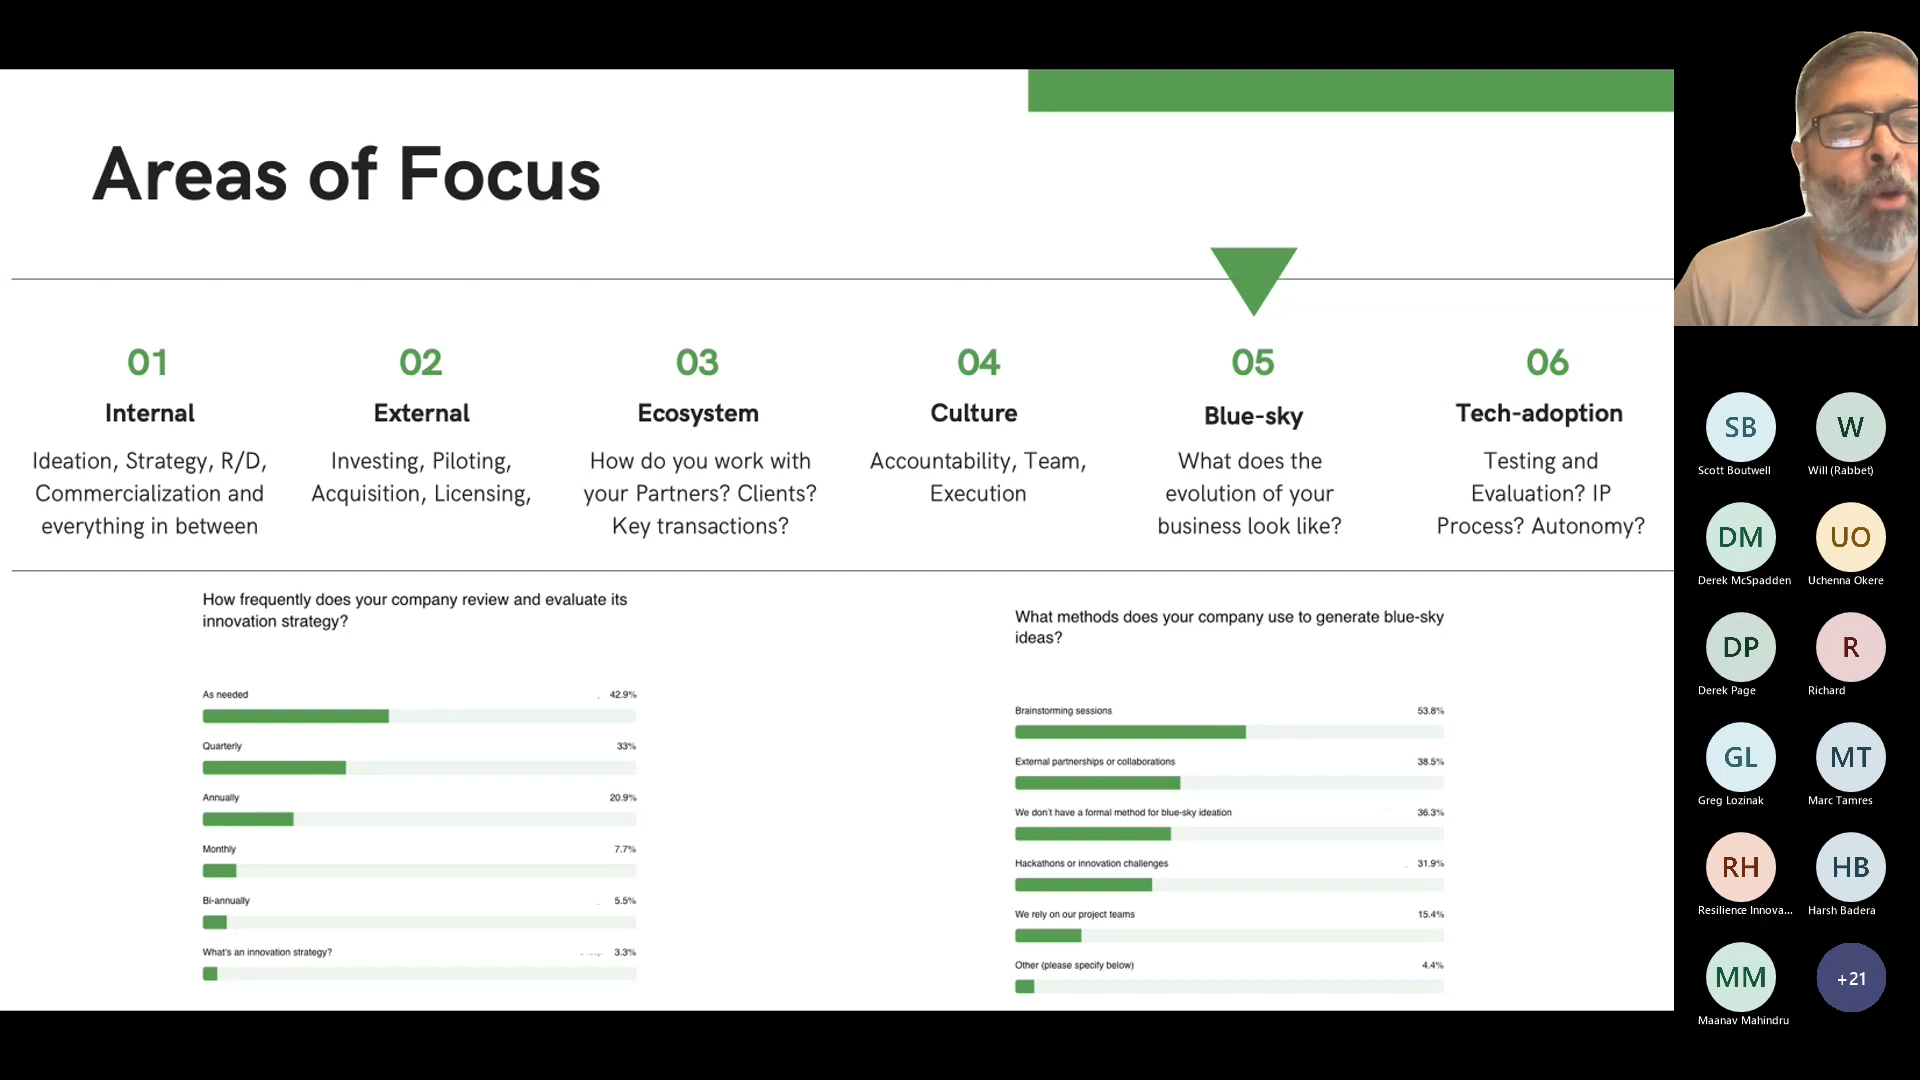 Areas of Focus
01
Internal
Ideation, Strategy, R/D,
Commercialization and
everything in between
02
External
Investing, Piloting,
Acquisition, Licensing,
03
Ecosystem
How do you work with
your Partners? Clients?
Key transactions?
04
Culture
Accountability, Team,
Execution
05
Blue-sky
What does the
evolution of your
business look like?
06
Tech-adoption
Testing and
Evaluation? IP
Process? Autonomy?
How frequently does your company review and evaluate its
innovation strategy?
As needed 42.9%
Quarterly 33%
Annually 20.9%
Monthly 7.7%
Bi-annually 5.5%
What's an innovation strategy? 3.3%
What methods does your company use to generate blue-sky
ideas?
Brainstorming sessions 53.8%
External partnerships or collaborations 38.5%
We don't have a formal method for blue-sky ideation 36.3%
Hackathons or innovation challenges 31.9%
We rely on our project teams 15.4%
Other (please specify below) 4.4%
SB
Scott Boutwell
W
Will (Rabbet)
DM
Derek McSpadden
UO
Uchenna Okere
DP
Derek Page
R
Richard
GL
Greg Lozinak
MT
Marc Tamres
RH
Resilience Innova...
HB
Harsh Badera
MM
Maanav Mahindru
+21